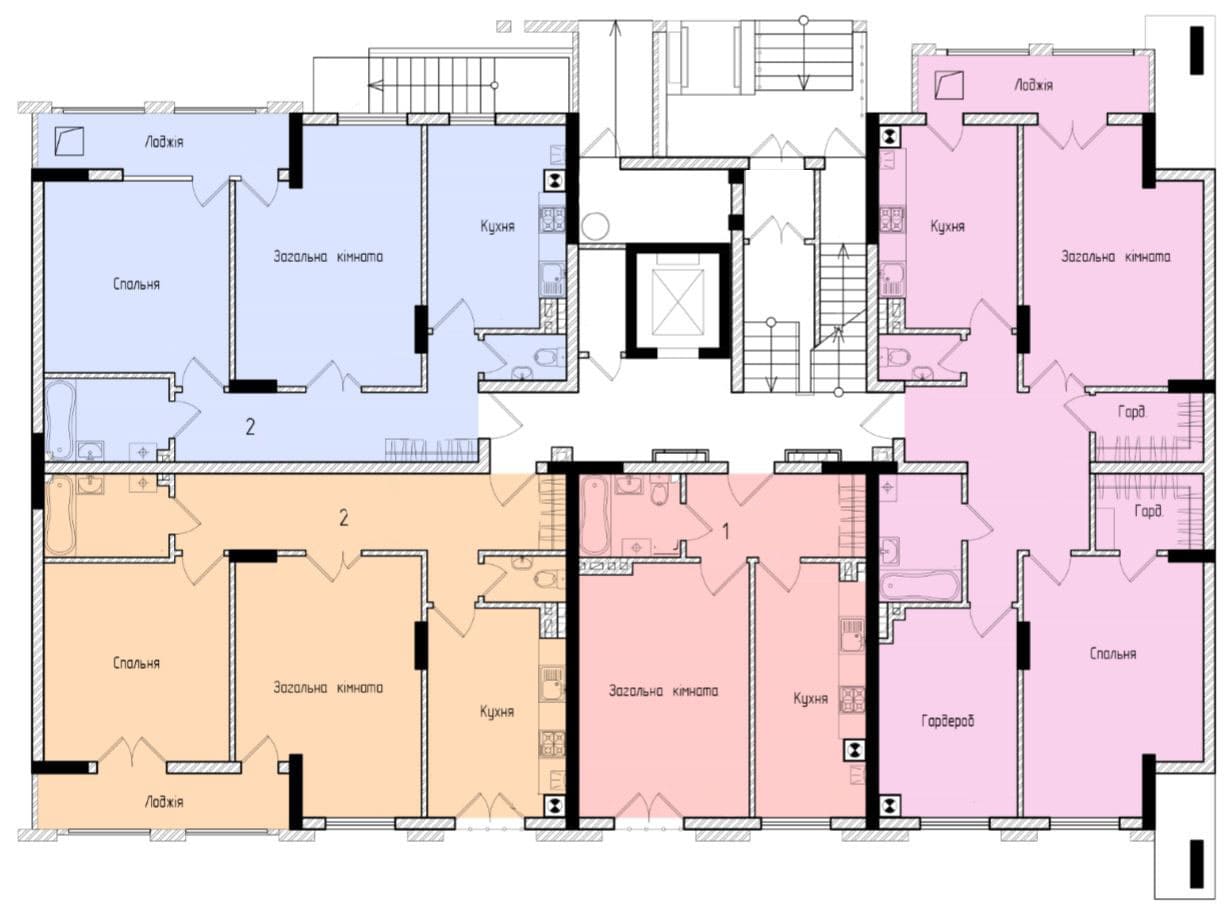 Лоджія
Загальна кімната
Кухня
Спальня
2
Лоджія
Кухня
Загальна кімната
Гард.
Гард.
Спальня
Гардероб
2
Спальня
Загальна кімната
Кухня
Лоджія
1
Загальна кімната
Кухня